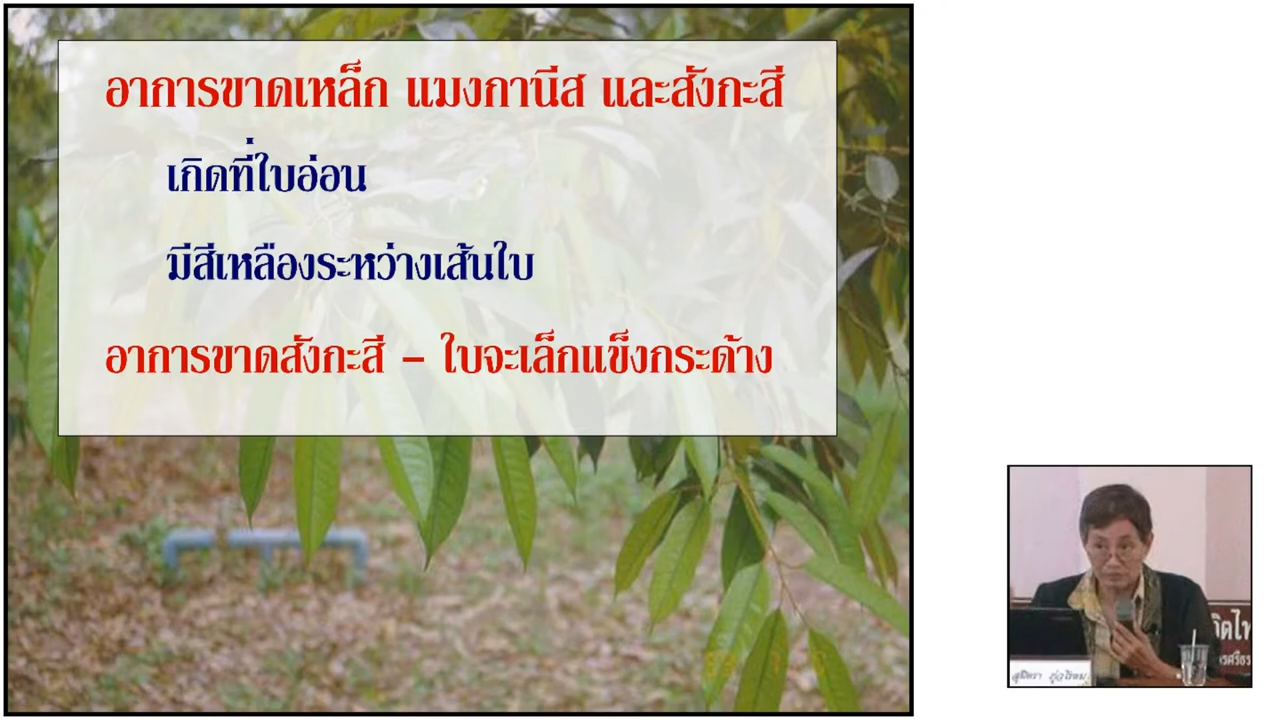 อาการขาดเหล็ก แมงกานีส และสังกะสี
เกิดที่ใบอ่อน
มีสีเหลืองระหว่างเส้นใบ
อาการขาดสังกะสี – ใบจะเล็กแข็งกระด้าง